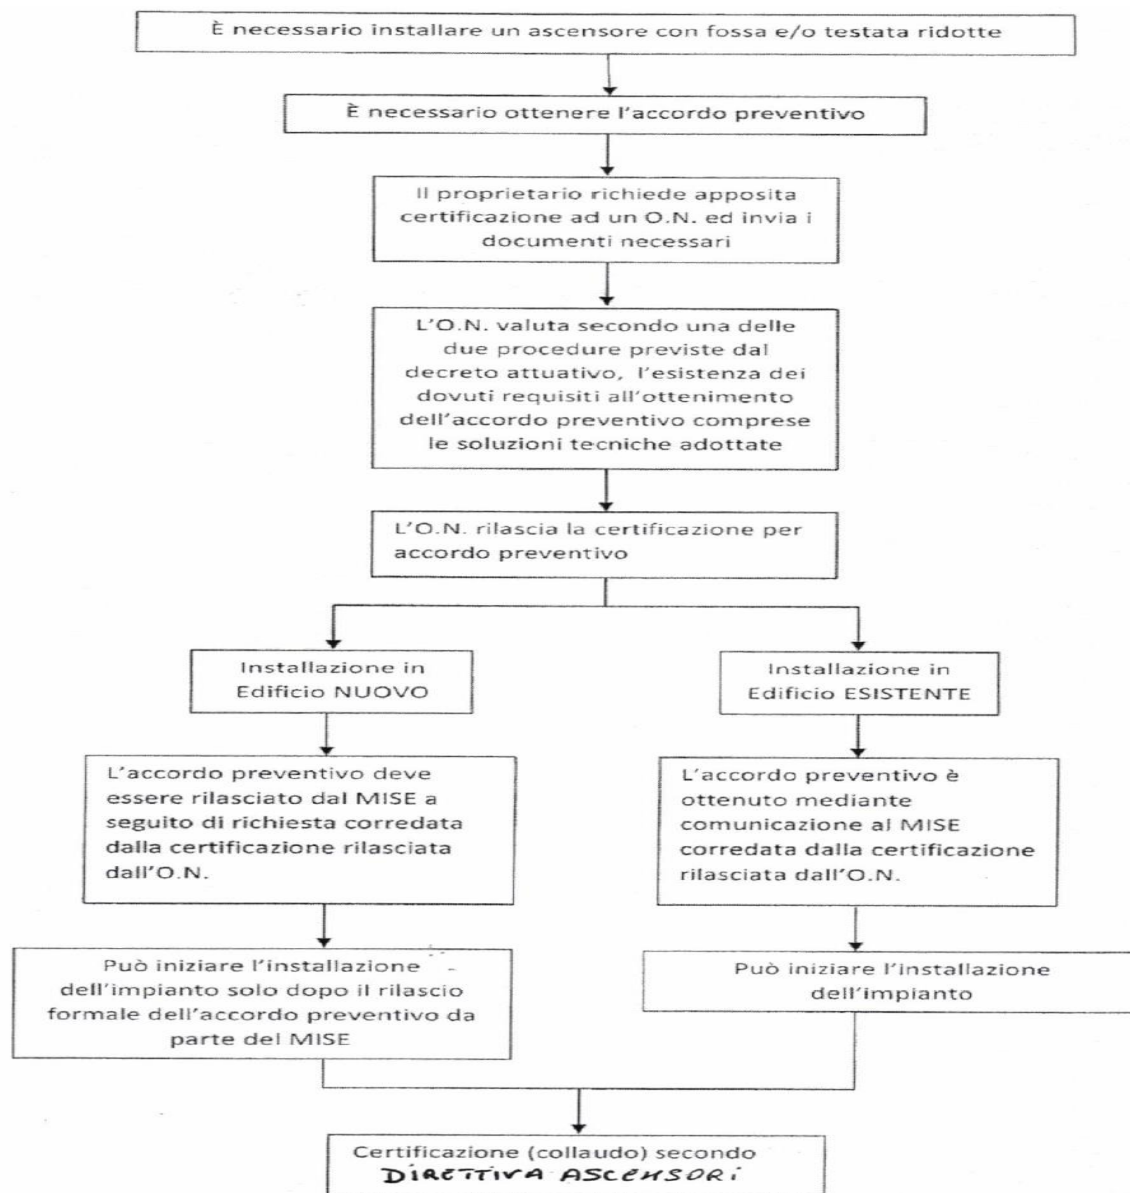 È necessario installare un ascensore con fossa e/o testata ridotte
È necessario ottenere l'accordo preventivo
Il proprietario richiede apposita
certificazione ad un O.N. ed invia i
documenti necessari
L'O.N. valuta secondo una delle
due procedure previste dal
decreto attuativo, l'esistenza dei
dovuti requisiti all'ottenimento
dell'accordo preventivo comprese
le soluzioni tecniche adottate
L'O.N. rilascia la certificazione per
accordo preventivo
Installazione in
Edificio NUOVO
L'accordo preventivo deve
essere rilasciato dal MISE a
seguito di richiesta corredata
dalla certificazione rilasciata
dall'O.N.
Può iniziare l'installazione
dell'impianto solo dopo il rilascio
formale dell'accordo preventivo da
parte del MISE
Installazione in
Edificio ESISTENTE
L'accordo preventivo è
ottenuto mediante
comunicazione al MISE
corredata dalla certificazione
rilasciata dall'O.N.
Può iniziare l'installazione
dell'impianto
Certificazione (collaudo) secondo
DIRETTIVA ASCENSORI